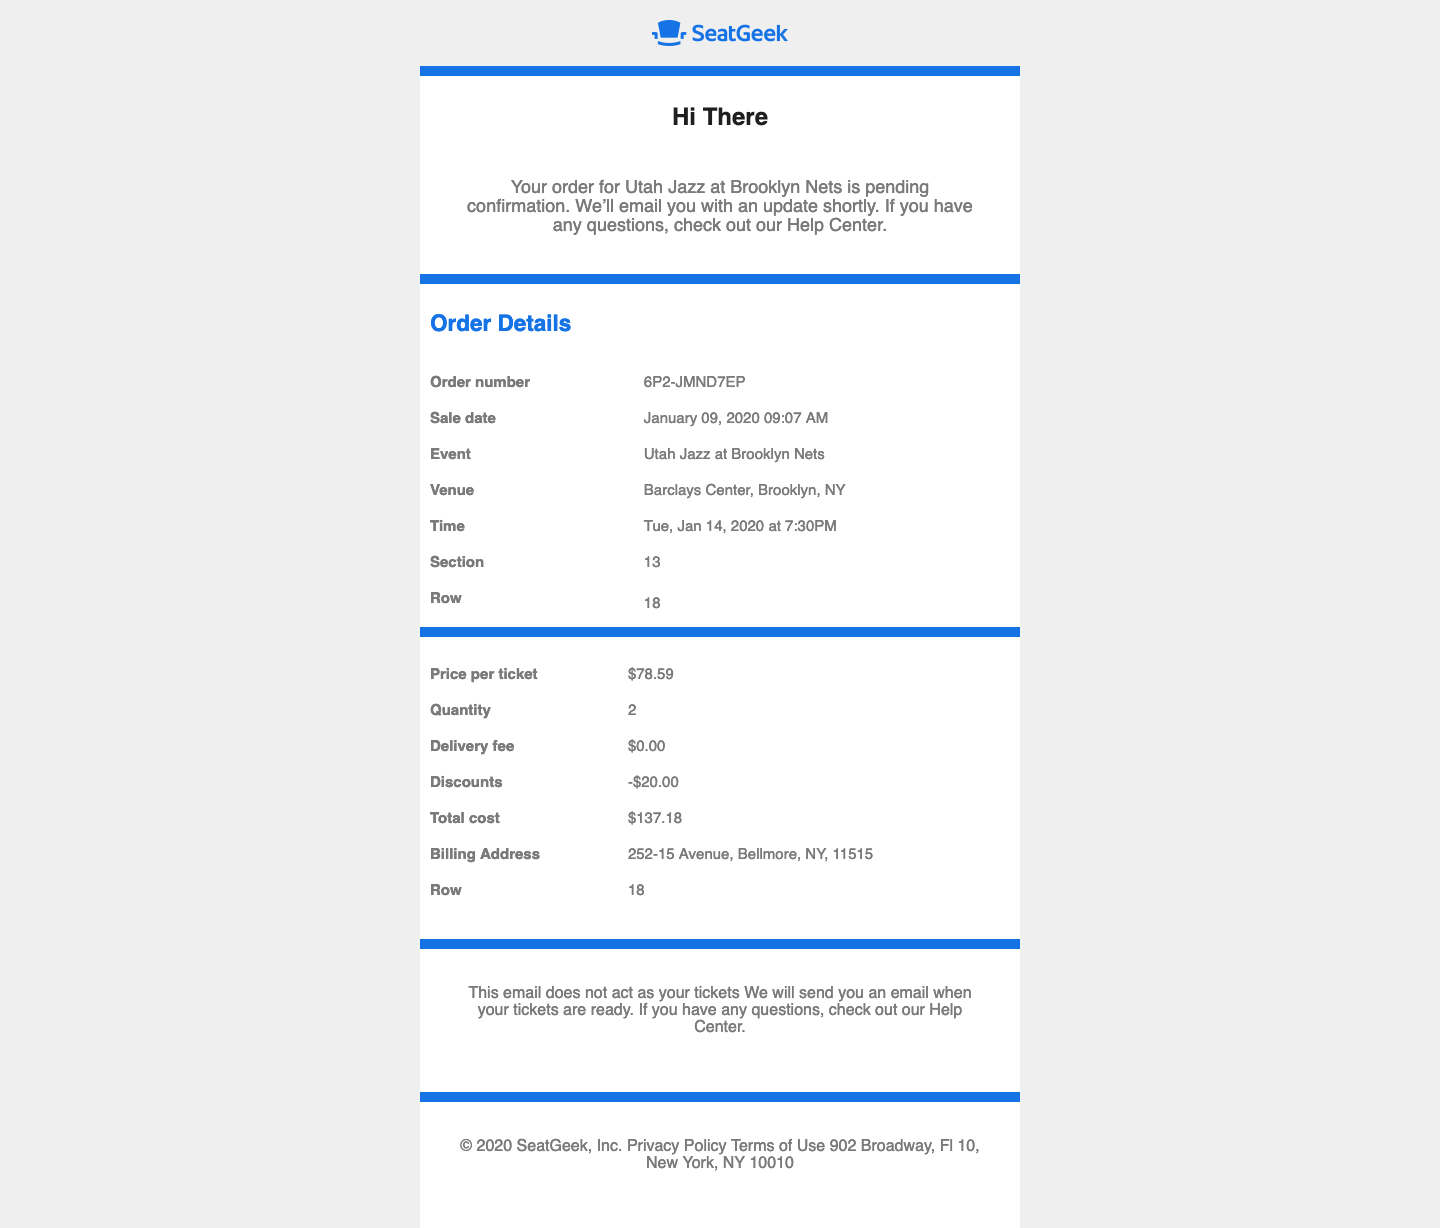 SeatGeek
Hi There
Your order for Utah Jazz at Brooklyn Nets is pending
confirmation. We’ll email you with an update shortly. If you have
any questions, check out our Help Center.
Order Details
Order number 6P2-JMND7EP
Sale date January 09, 2020 09:07 AM
Event Utah Jazz at Brooklyn Nets
Venue Barclays Center, Brooklyn, NY
Time Tue, Jan 14, 2020 at 7:30PM
Section 13
Row 18
Price per ticket $78.59
Quantity 2
Delivery fee $0.00
Discounts -$20.00
Total cost $137.18
Billing Address 252-15 Avenue, Bellmore, NY, 11515
Row 18
This email does not act as your tickets We will send you an email when
your tickets are ready. If you have any questions, check out our Help
Center.
© 2020 SeatGeek, Inc. Privacy Policy Terms of Use 902 Broadway, Fl 10,
New York, NY 10010